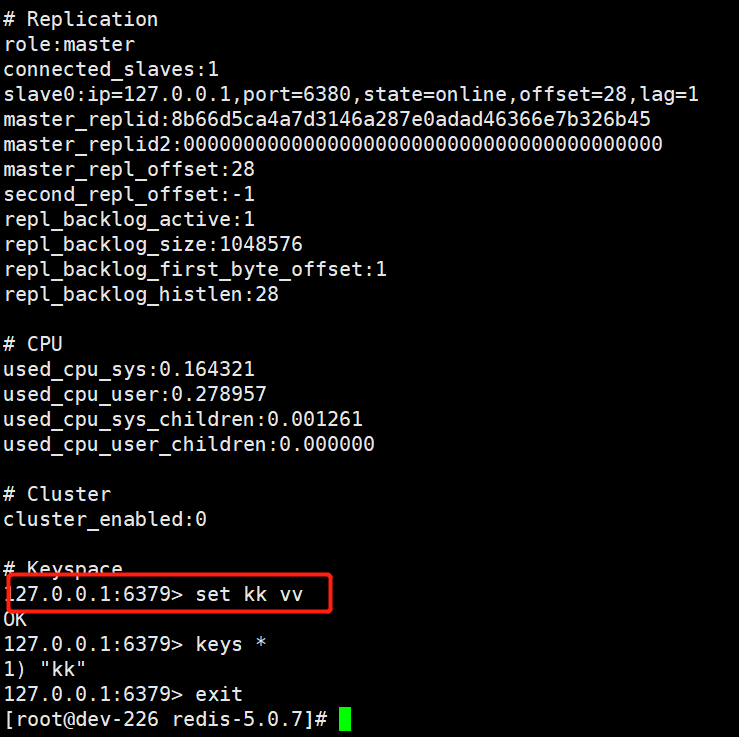 # Replication
role:master
connected_slaves:1
slave0:ip=127.0.0.1,port=6380,state=online,offset=28,lag=1
master_replid:8b66d5ca4a7d3146a287e0adad46366e7b326b45
master_replid2:0000000000000000000000000000000000000000
master_repl_offset:28
second_repl_offset:-1
repl_backlog_active:1
repl_backlog_size:1048576
repl_backlog_first_byte_offset:1
repl_backlog_histlen:28
# CPU
used_cpu_sys:0.164321
used_cpu_user:0.278957
used_cpu_sys_children:0.001261
used_cpu_user_children:0.000000
# Cluster
cluster_enabled:0
# Keyspace
127.0.0.1:6379> set kk vv
OK
127.0.0.1:6379> keys *
1) "kk"
127.0.0.1:6379> exit
[root@dev-226 redis-5.0.7]#